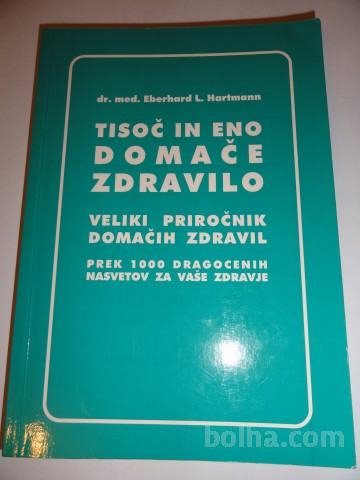 dr. med. Eberhard L. Hartmann
TISOČ IN ENO
DOMAČE
ZDRAVILO
VELIKI PRIROČNIK
DOMAČIH ZDRAVIL
PREK 1000 DRAGOCENIH
NASVETOV ZA VAŠE ZDRAVJE
bolha.com